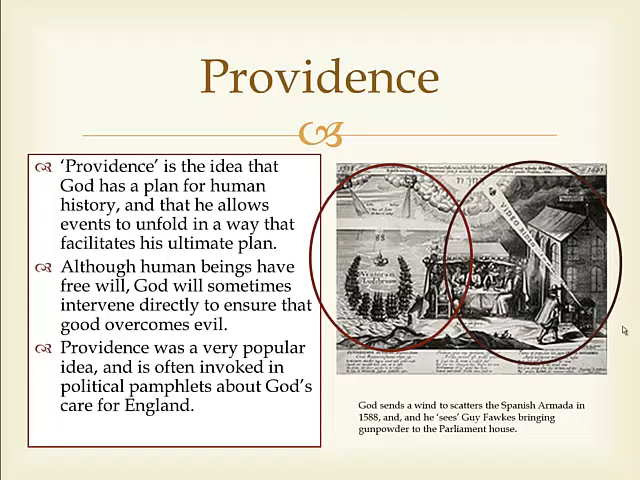 Providence
‘Providence’ is the idea that
God has a plan for human
history, and that he allows
events to unfold in a way that
facilitates his ultimate plan.
Although human beings have
free will, God will sometimes
intervene directly to ensure that
good overcomes evil.
Providence was a very popular
idea, and is often invoked in
political pamphlets about God’s
care for England.
VIDEO RIDEO
Ventorum
Ludibrium
God sends a wind to scatters the Spanish Armada in
1588, and, and he ‘sees’ Guy Fawkes bringing
gunpowder to the Parliament house.